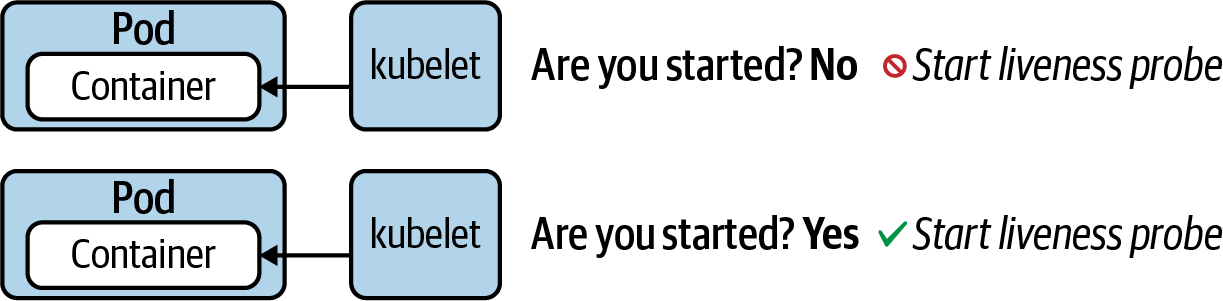 Pod
Container
kubelet
Are you started? No
Start liveness probe
Pod
Container
kubelet
Are you started? Yes
Start liveness probe